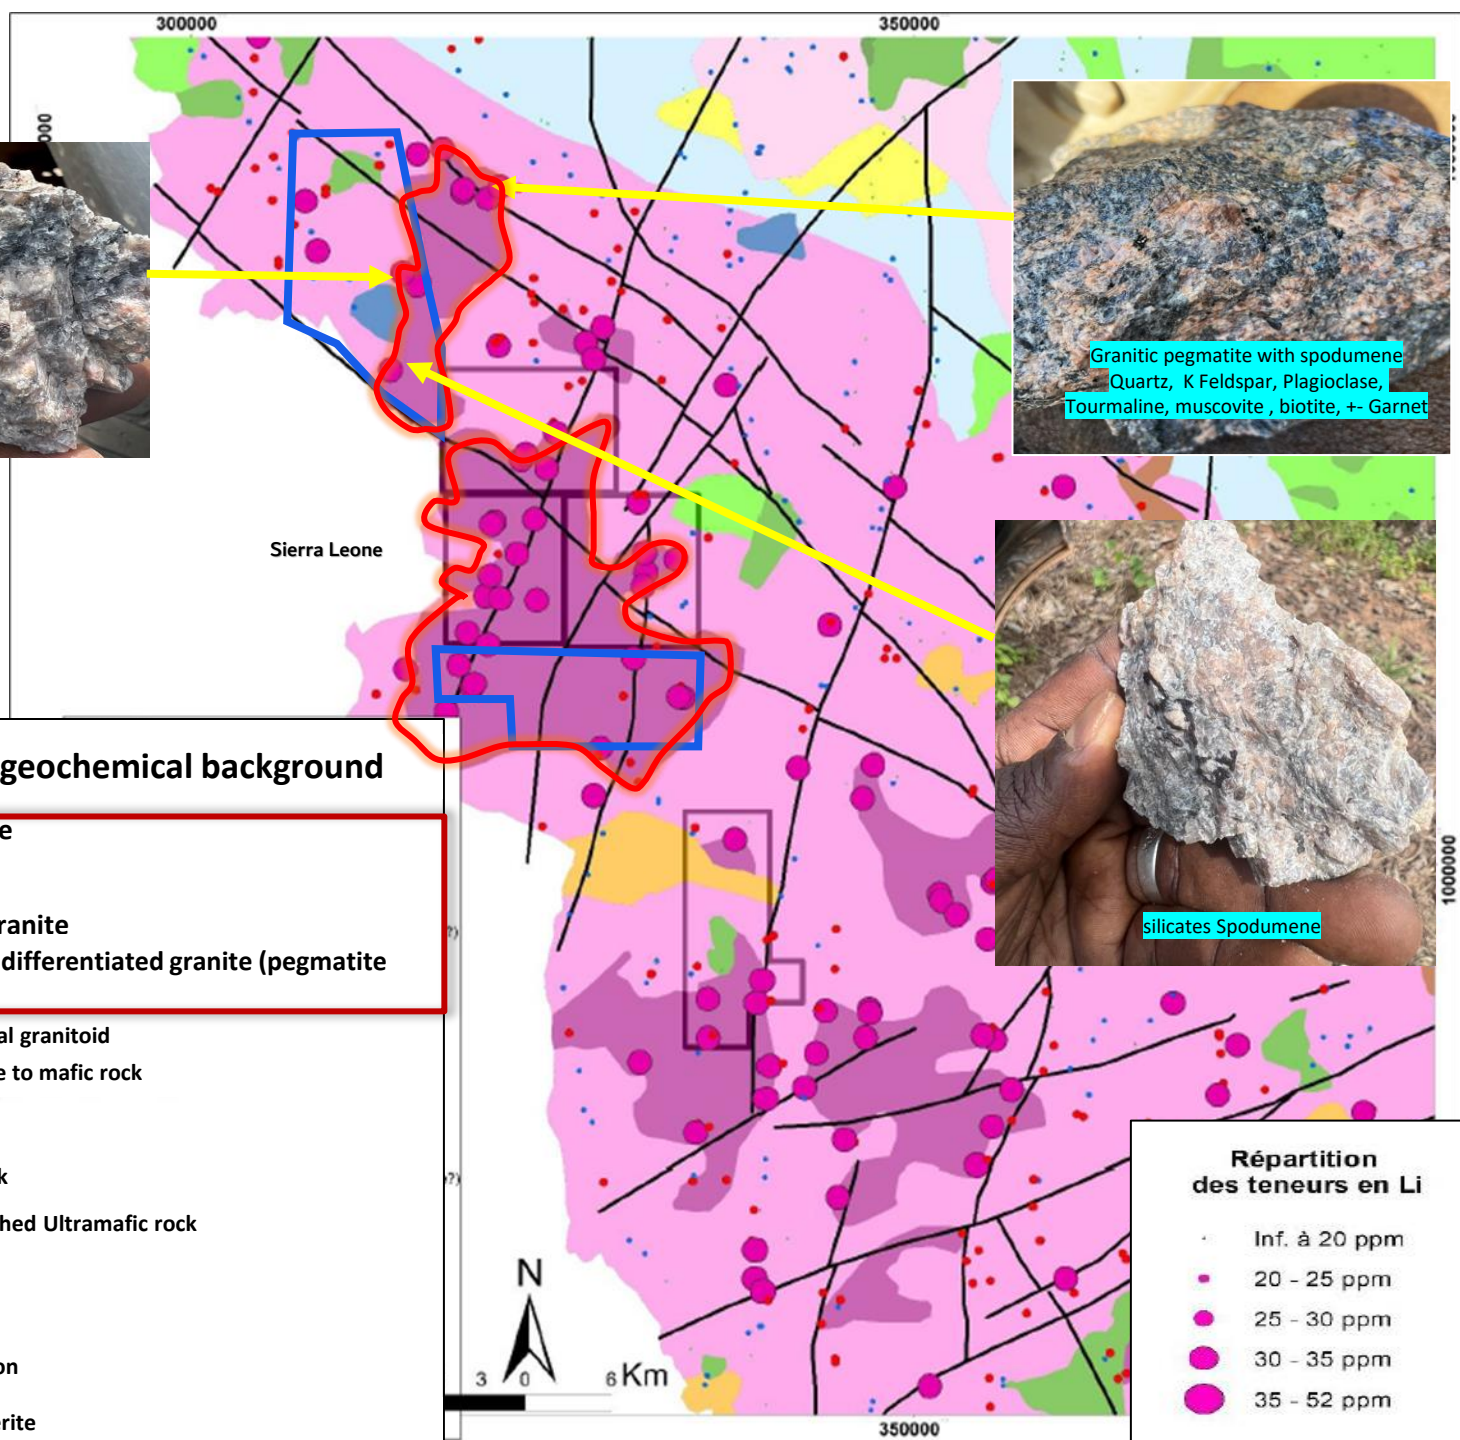 300000
350000
Granitic pegmatite with spodumene
Quartz, K Feldspar, Plagioclase,
Tourmaline, muscovite , biotite, +- Garnet
Sierra Leone
silicates Spodumene
geochemical background
e
ranite
differentiated granite (pegmatite
al granitoid
e to mafic rock
k
hed Ultramafic rock
on
erite
?)
?)
N
3 0 6 Km
1000000
Répartition
des teneurs en Li
Inf. à 20 ppm
20 - 25 ppm
25 - 30 ppm
30 - 35 ppm
35 - 52 ppm
350000